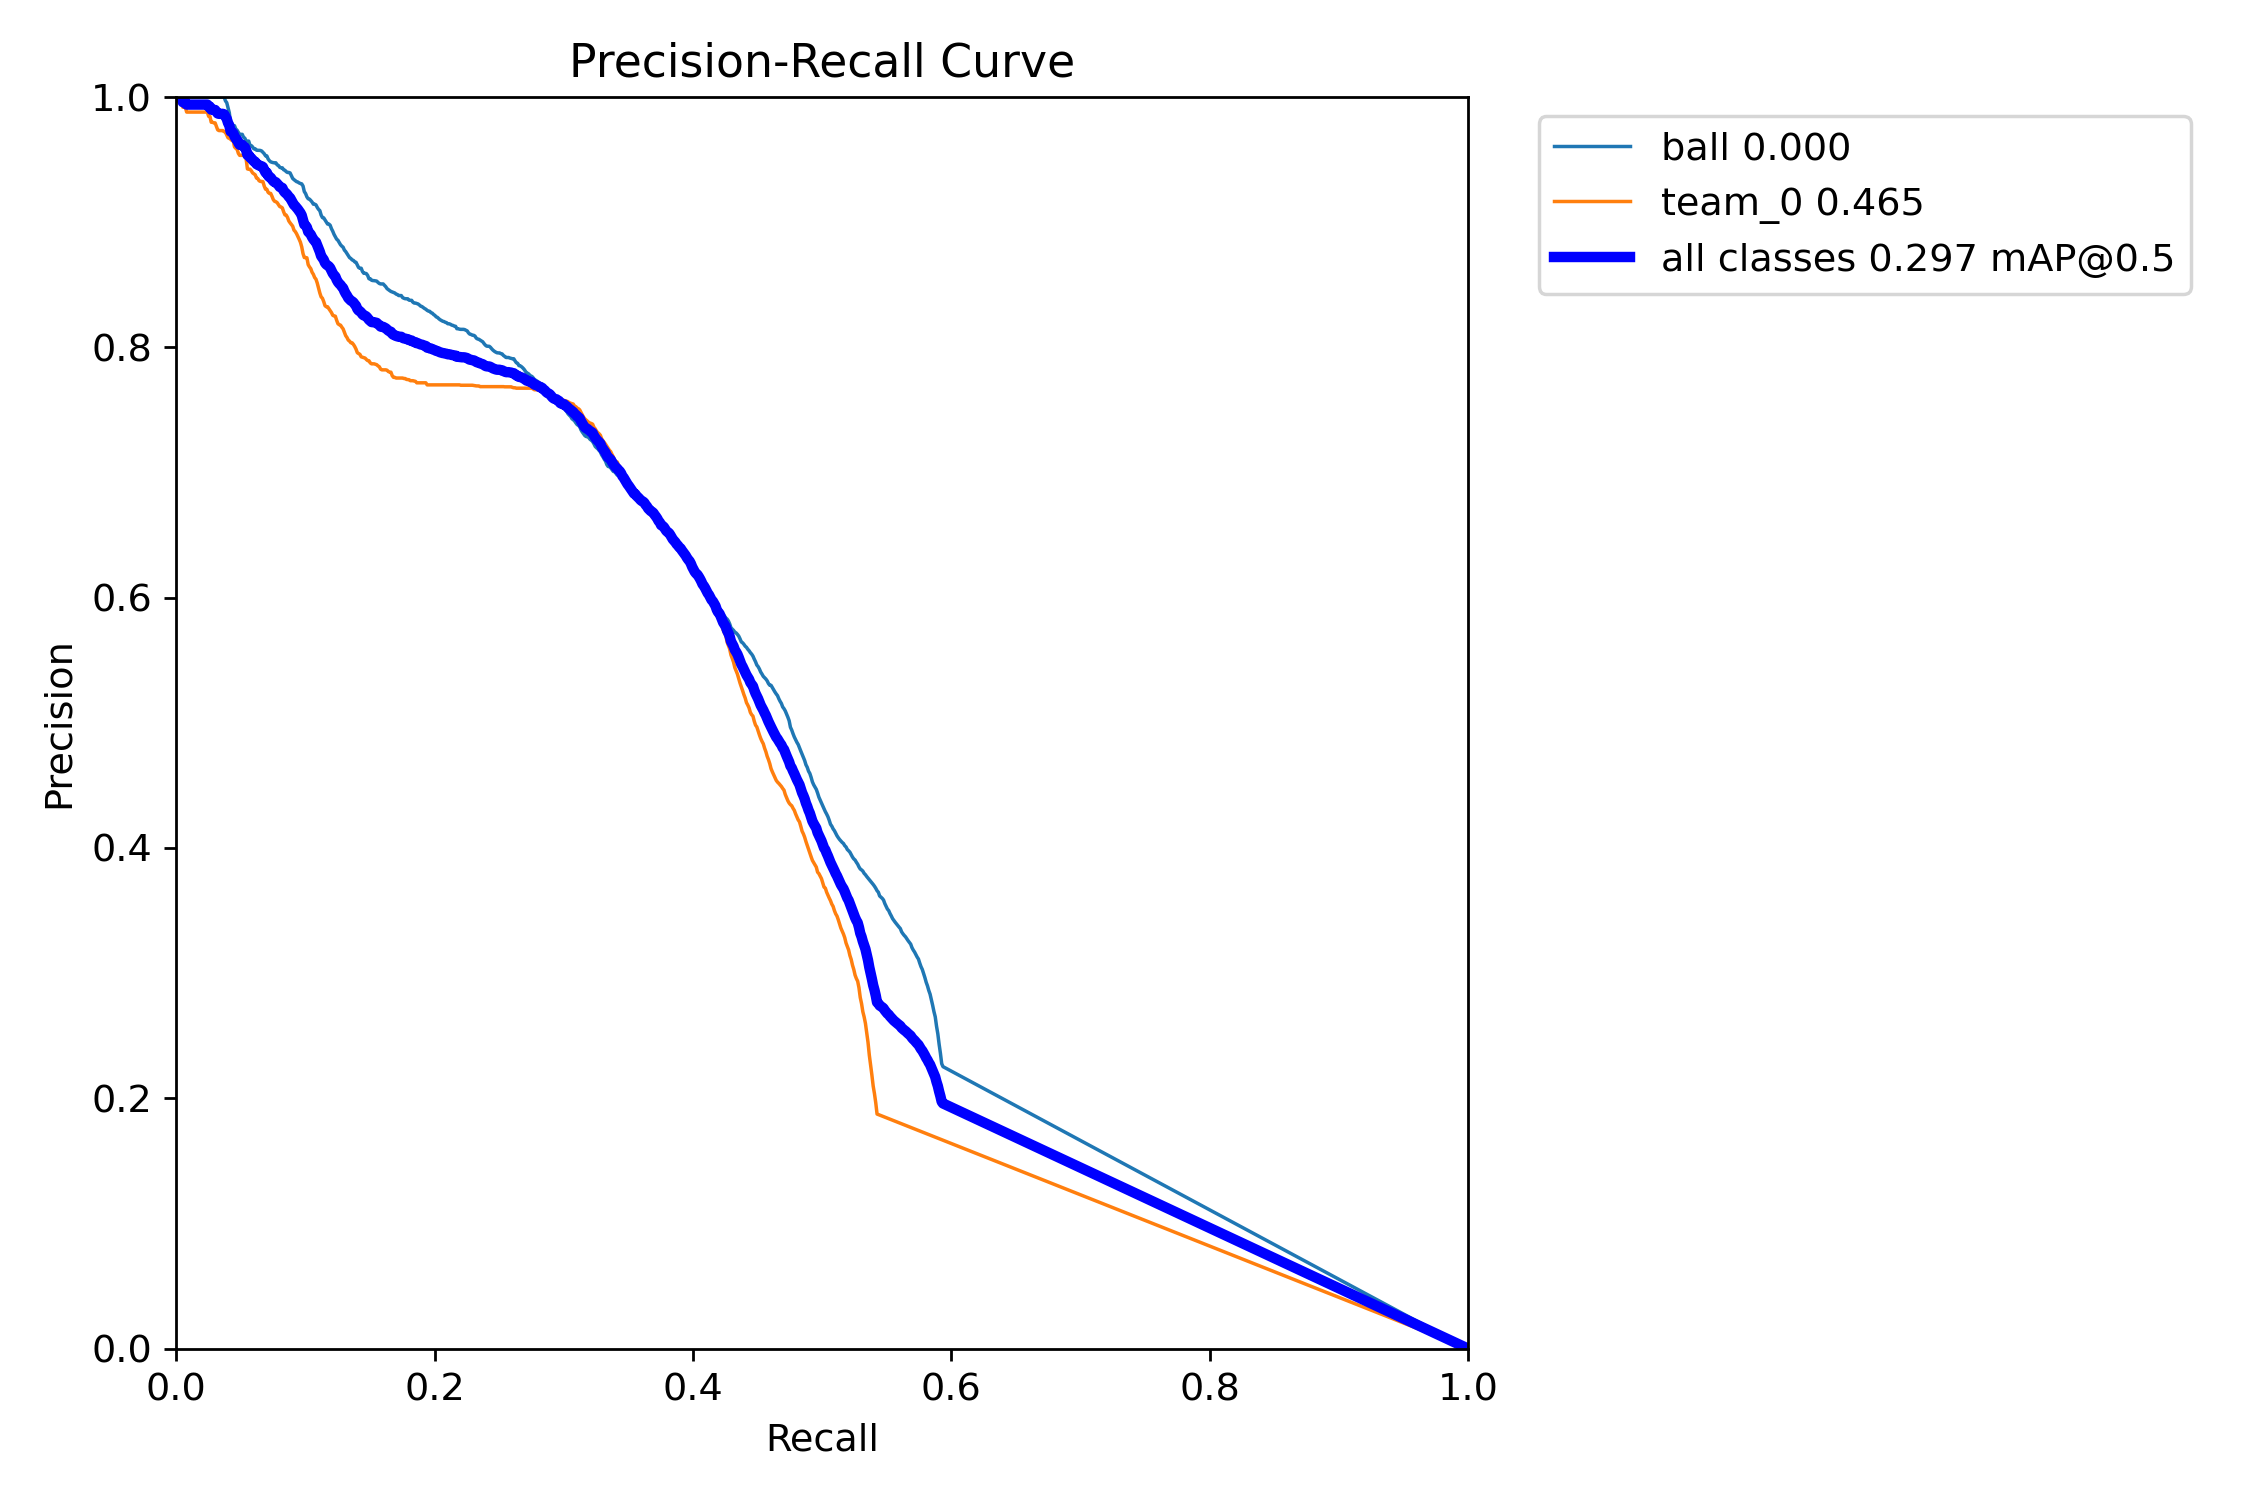 Precision-Recall Curve
1.0
0.8
0.6
0.4
0.2
0.0
Precision
0.0 0.2 0.4 0.6 0.8 1.0
Recall
ball 0.000
team_0 0.465
all classes 0.297 mAP@0.5